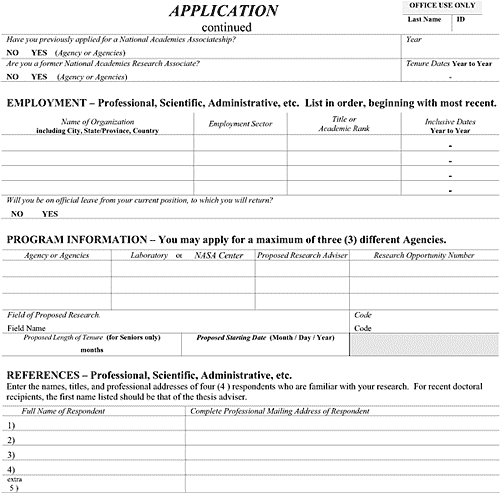 APPLICATION
continued
OFFICE USE ONLY
Last Name ID
Have you previously applied for a National Academies Associateship? Year
NO YES (Agency or Agencies)
Are you a former National Academies Research Associate? Tenure Dates Year to Year
NO YES (Agency or Agencies) -
EMPLOYMENT – Professional, Scientific, Administrative, etc. List in order, beginning with most recent.
Name of Organization Employment Sector Title or Inclusive Dates
including City, State/Province, Country Academic Rank Year to Year
-
-
-
-
Will you be on official leave from your current position, to which you will return?
NO YES
PROGRAM INFORMATION – You may apply for a maximum of three (3) different Agencies.
Agency or Agencies Laboratory or NASA Center Proposed Research Adviser Research Opportunity Number
Field of Proposed Research. Code
Field Name Code
Proposed Length of Tenure (for Seniors only) Proposed Starting Date (Month / Day / Year)
months
REFERENCES – Professional, Scientific, Administrative, etc.
Enter the names, titles, and professional addresses of four (4 ) respondents who are familiar with your research. For recent doctoral
recipients, the first name listed should be that of the thesis adviser.
Full Name of Respondent Complete Professional Mailing Address of Respondent
1)
2)
3)
4)
extra
5 )